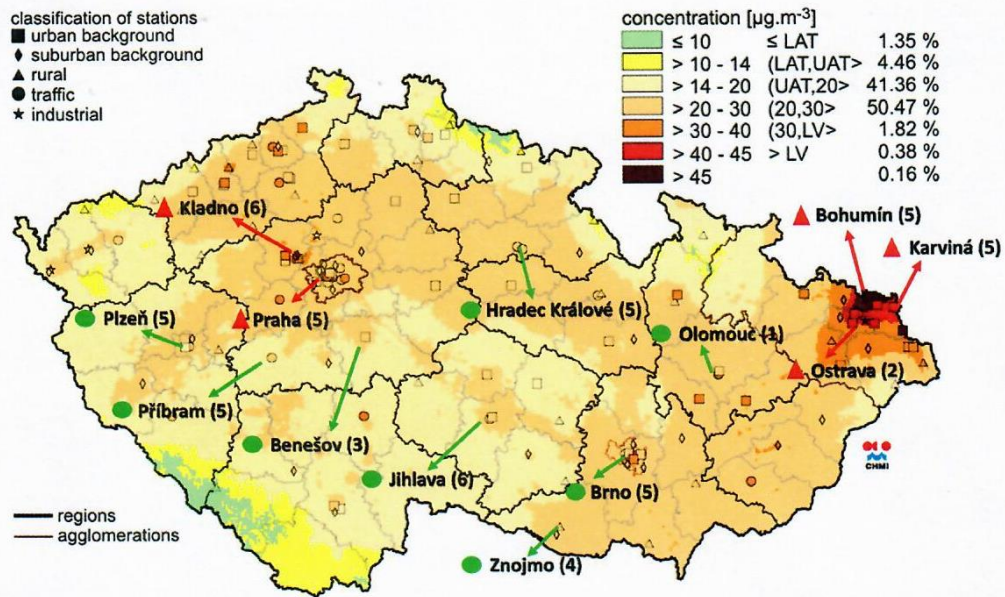 classification of stations
urban background
suburban background
rural
traffic
industrial
concentration [µg.m-3]
≤ 10 ≤ LAT 1.35 %
> 10 - 14 (LAT,UAT> 4.46 %
> 14 - 20 (UAT,20> 41.36 %
> 20 - 30 (20,30> 50.47 %
> 30 - 40 (30,LV> 1.82 %
> 40 - 45 > LV 0.38 %
> 45 0.16 %
Kladno (6)
Bohumín (5)
Karviná (5)
Plzeň (5)
Praha (5)
Hradec Králové (5)
Olomouc (1)
Ostrava (2)
Příbram (5)
Benešov (3)
Jihlava (6)
Brno (5)
CHMI
regions
agglomerations
Znojmo (4)